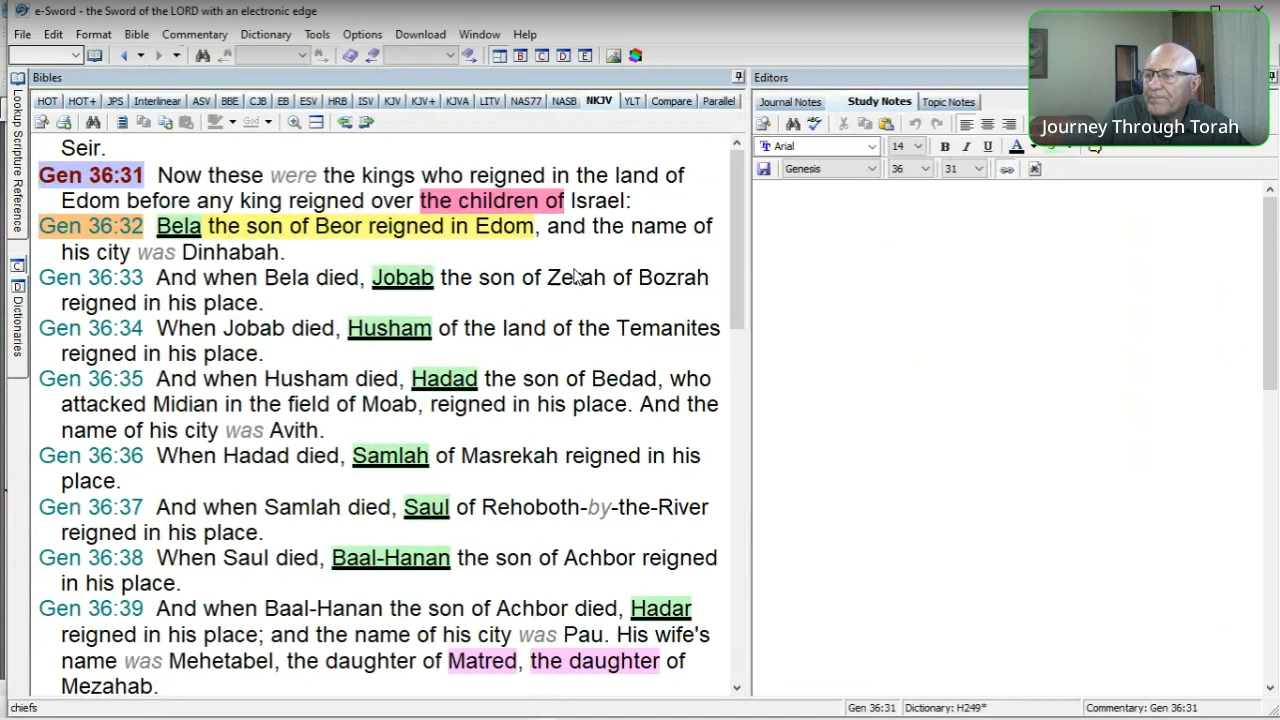 e-Sword - the Sword of the LORD with an electronic edge
File Edit Format Bible Commentary Dictionary Tools Options Download Window Help
Bibles
Editors
HOT HOT+ JPS Interlinear ASV BBE CJB EB ESV HRB ISV KJV KJV+ KJVA LITV NAS77 NASB NKJV YLT Compare Parallel
Journal Notes Study Notes Topic Notes
Journey Through Torah
Arial 14 B I U A
Genesis 36 31
Lookup Scripture Reference
C
D Dictionaries
Seir.
Gen 36:31 Now these were the kings who reigned in the land of
Edom before any king reigned over the children of Israel:
Gen 36:32 Bela the son of Beor reigned in Edom, and the name of
his city was Dinhabah.
Gen 36:33 And when Bela died, Jobab the son of Zerah of Bozrah
reigned in his place.
Gen 36:34 When Jobab died, Husham of the land of the Temanites
reigned in his place.
Gen 36:35 And when Husham died, Hadad the son of Bedad, who
attacked Midian in the field of Moab, reigned in his place. And the
name of his city was Avith.
Gen 36:36 When Hadad died, Samlah of Masrekah reigned in his
place.
Gen 36:37 And when Samlah died, Saul of Rehoboth-by-the-River
reigned in his place.
Gen 36:38 When Saul died, Baal-Hanan the son of Achbor reigned
in his place.
Gen 36:39 And when Baal-Hanan the son of Achbor died, Hadar
reigned in his place; and the name of his city was Pau. His wife's
name was Mehetabel, the daughter of Matred, the daughter of
Mezahab.
chiefs
Gen 36:31
Dictionary: H249*
Commentary: Gen 36:31